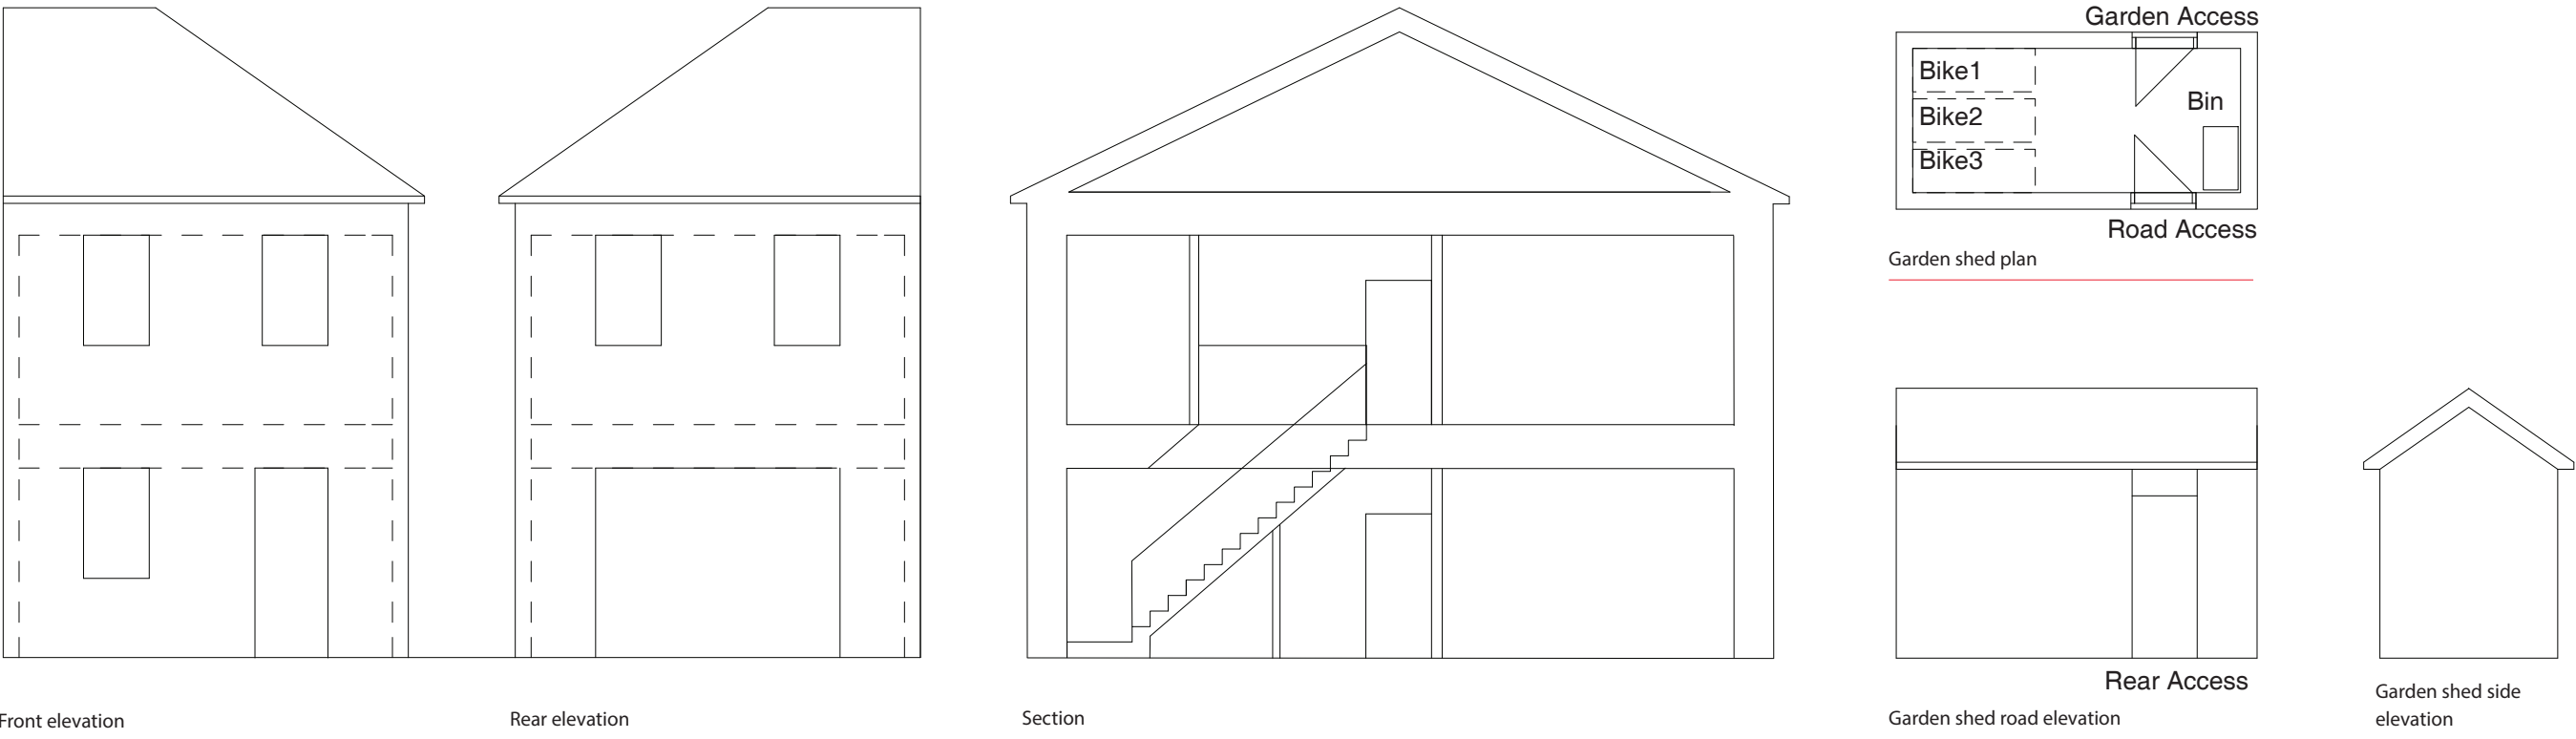 Garden Access
Bike1
Bike2
Bike3
Bin
Road Access
Garden shed plan
Rear Access
Front elevation
Rear elevation
Section
Garden shed road elevation
Garden shed side
elevation